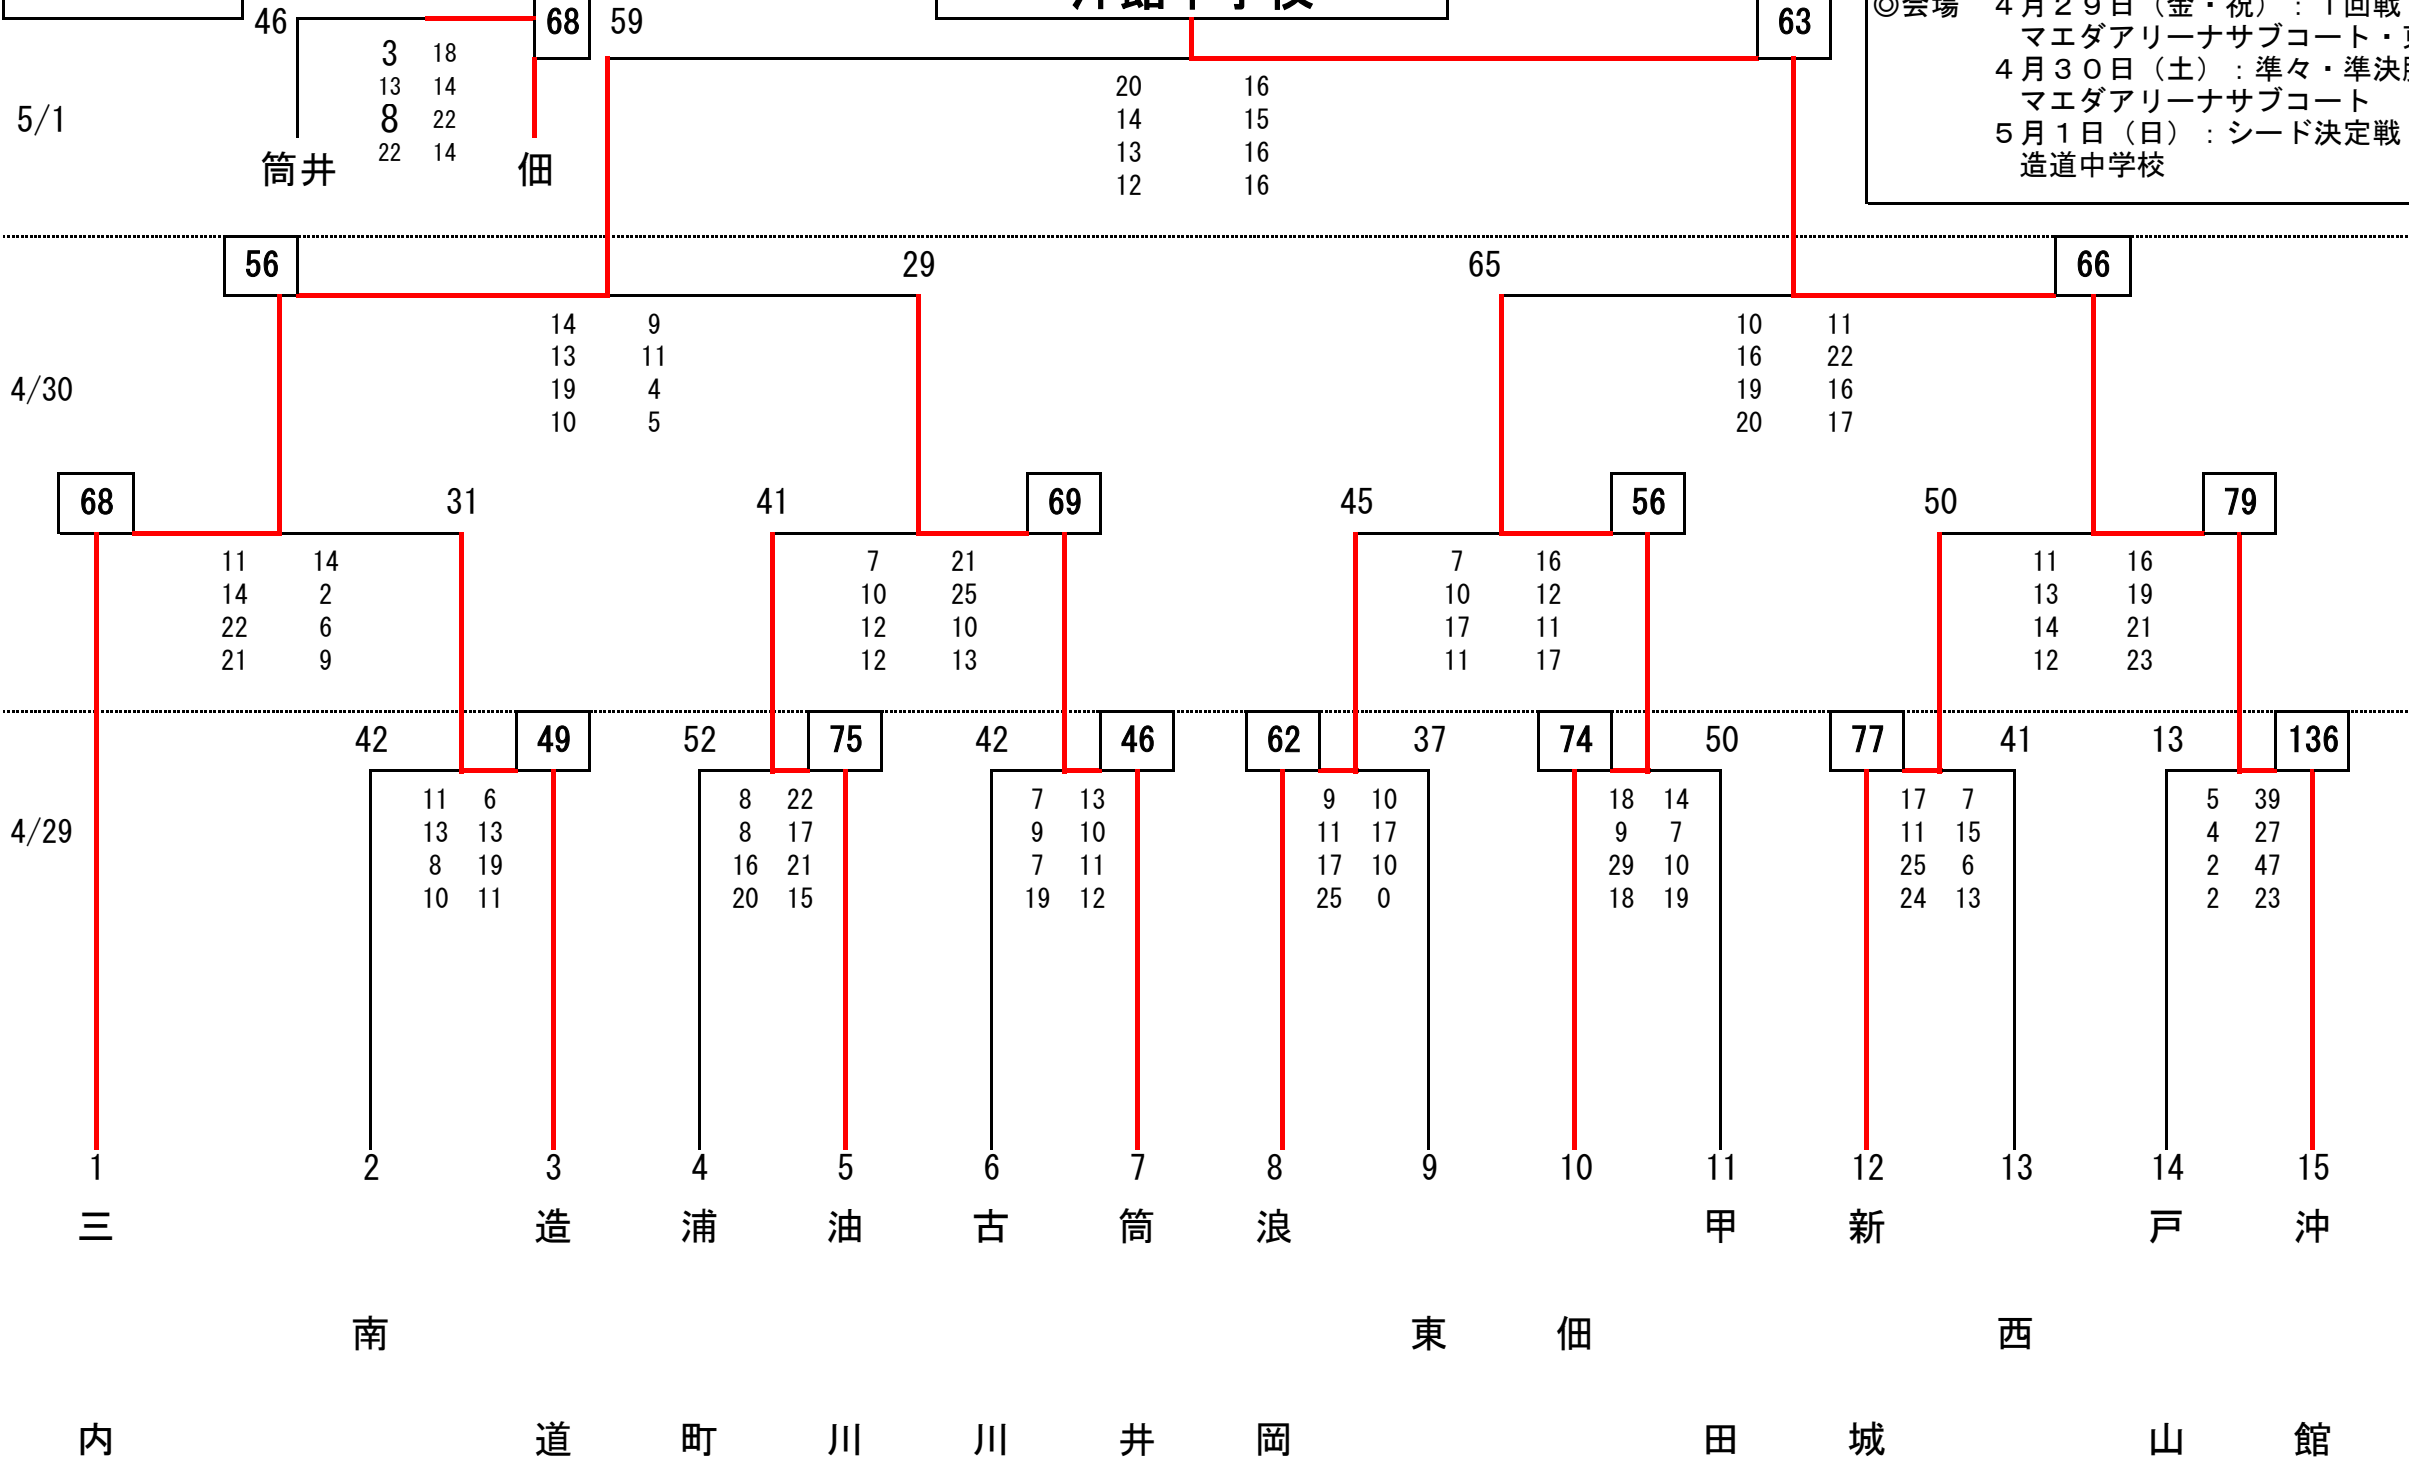 沖館中学校
46 68 59 63
◎会場 4月29日（金・祝）：1回戦
マエダアリーナサブコート・
4月30日（土）：準々・準決
マエダアリーナサブコート
5月1日（日）：シード決定戦
造道中学校
5/1
3 18
13 14
8 22
22 14
筒井 佃
20 16
14 15
13 16
12 16
56 29 65 66
14 9
13 11
19 4
10 5
10 11
16 22
19 16
20 17
4/30
68 31 41 69 45 56 50 79
11 14
14 2
22 6
21 9
7 21
10 25
12 10
12 13
7 16
10 12
17 11
11 17
11 16
13 19
14 21
12 23
42 49 52 75 42 46 62 37 74 50 77 41 13 136
4/29
11 6
13 13
8 19
10 11
8 22
8 17
16 21
20 15
7 13
9 10
7 11
19 12
9 10
11 17
17 10
25 0
18 14
9 7
29 10
18 19
17 7
11 15
25 6
24 13
5 39
4 27
2 47
2 23
1 2 3 4 5 6 7 8 9 10 11 12 13 14 15
三内
南
造道
浦町
油川
古川
筒井
浪岡
東
佃
甲田
新城
西
戸山
沖館